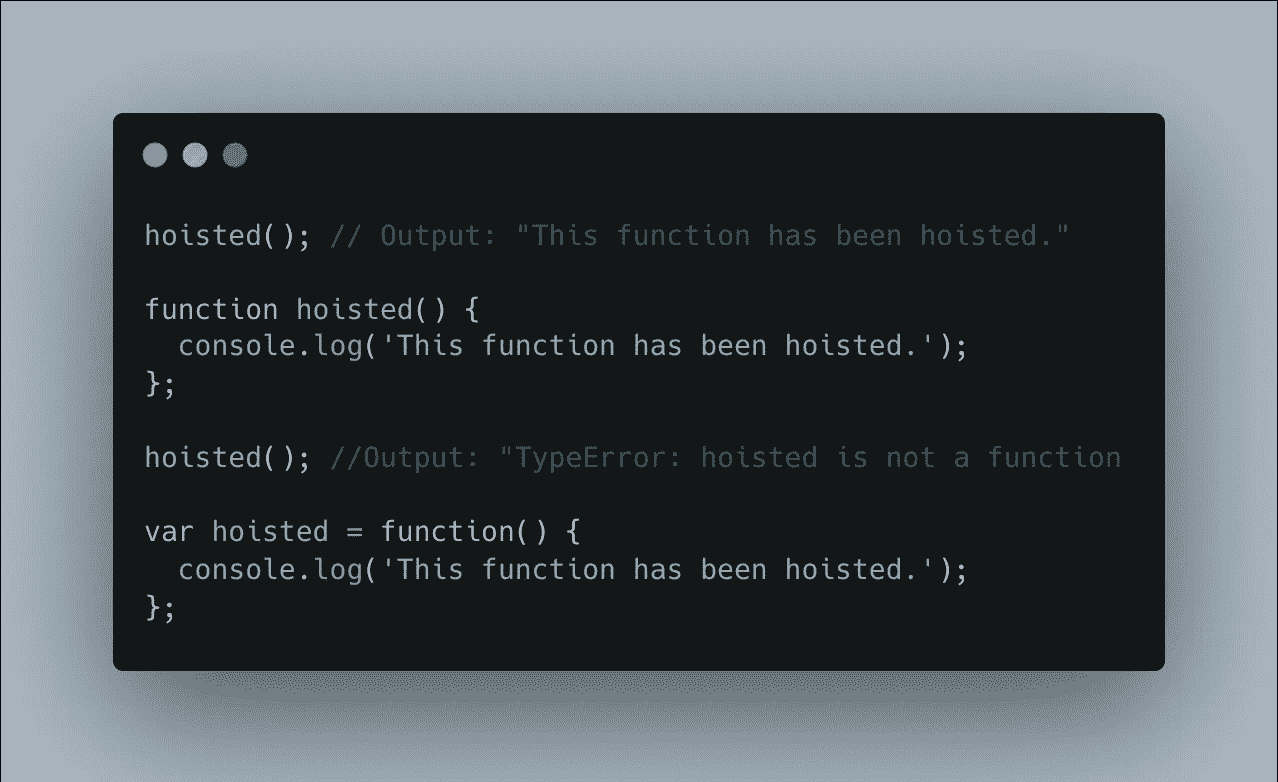 hoisted(); // Output: "This function has been hoisted."
function hoisted() {
console.log('This function has been hoisted.');
};
hoisted(); //Output: "TypeError: hoisted is not a function
var hoisted = function() {
console.log('This function has been hoisted.');
};